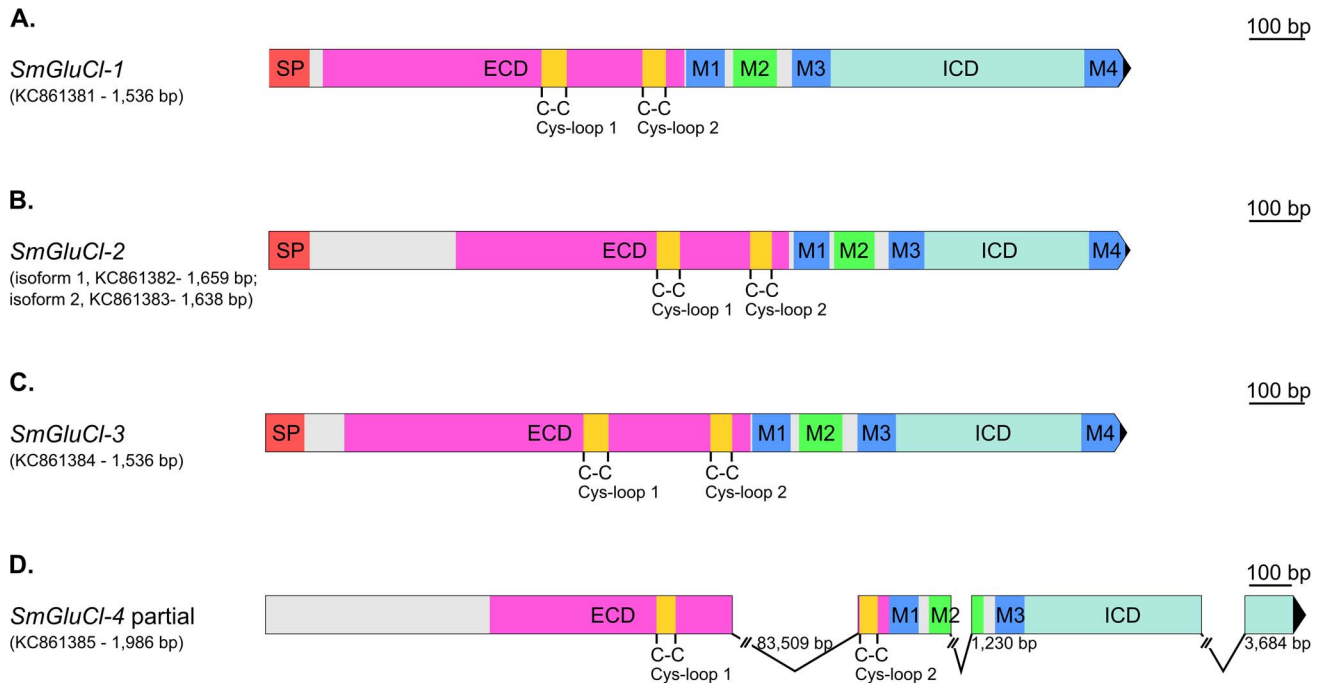 A.
100 bp
SmGluCl-1
(KC861381 - 1,536 bp)
SP ECD M1 M2 M3 ICD M4
C-C C-C
Cys-loop 1 Cys-loop 2
B.
100 bp
SmGluCl-2
(isoform 1, KC861382- 1,659 bp;
isoform 2, KC861383- 1,638 bp)
SP ECD M1 M2 M3 ICD M4
C-C C-C
Cys-loop 1 Cys-loop 2
C.
100 bp
SmGluCl-3
(KC861384 - 1,536 bp)
SP ECD M1 M2 M3 ICD M4
C-C C-C
Cys-loop 1 Cys-loop 2
D.
100 bp
SmGluCl-4 partial
(KC861385 - 1,986 bp)
ECD M1 M2 M3 ICD
83,509 bp 1,230 bp 3,684 bp
C-C C-C
Cys-loop 1 Cys-loop 2